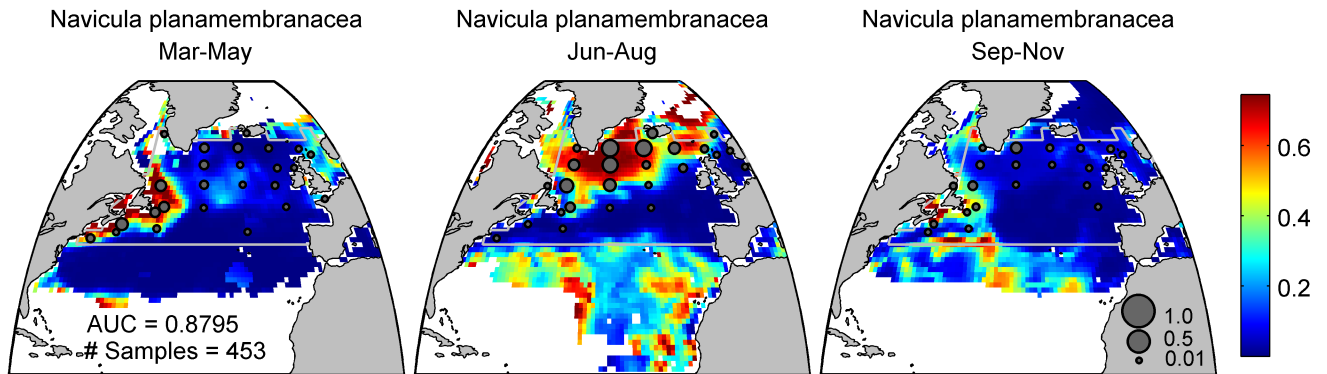 Navicula planamembranacea
Mar-May
Navicula planamembranacea
Jun-Aug
Navicula planamembranacea
Sep-Nov
AUC = 0.8795
# Samples = 453
1.0
0.5
0.01
0.6
0.4
0.2